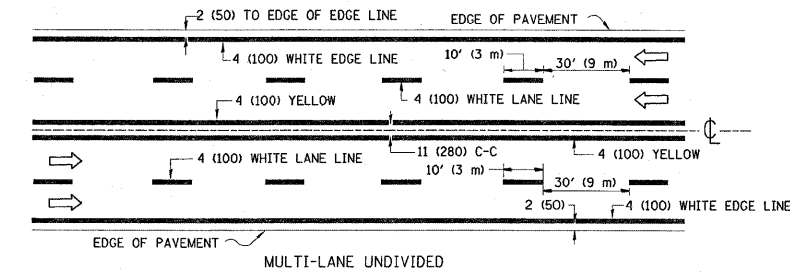 2 (50) TO EDGE OF EDGE LINE
EDGE OF PAVEMENT
4 (100) WHITE EDGE LINE
10' (3 m)
30' (9 m)
4 (100) YELLOW
4 (100) WHITE LANE LINE
4 (100) WHITE LANE LINE
11 (280) C-C
4 (100) YELLOW
10' (3 m)
30' (9 m)
2 (50)
4 (100) WHITE EDGE LINE
EDGE OF PAVEMENT
MULTI-LANE UNDIVIDED